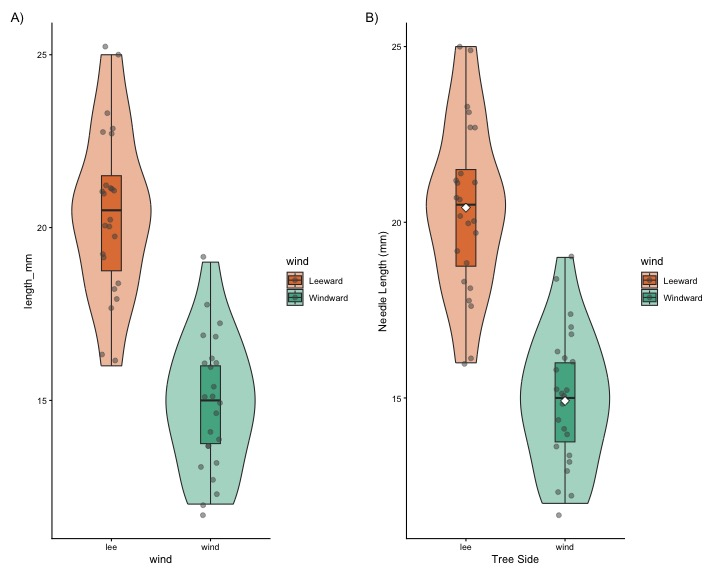 A)
length_mm
25
20
15
lee
wind
wind
wind
Leeward
Windward
B)
Needle Length (mm)
25
20
15
lee
wind
Tree Side
wind
Leeward
Windward